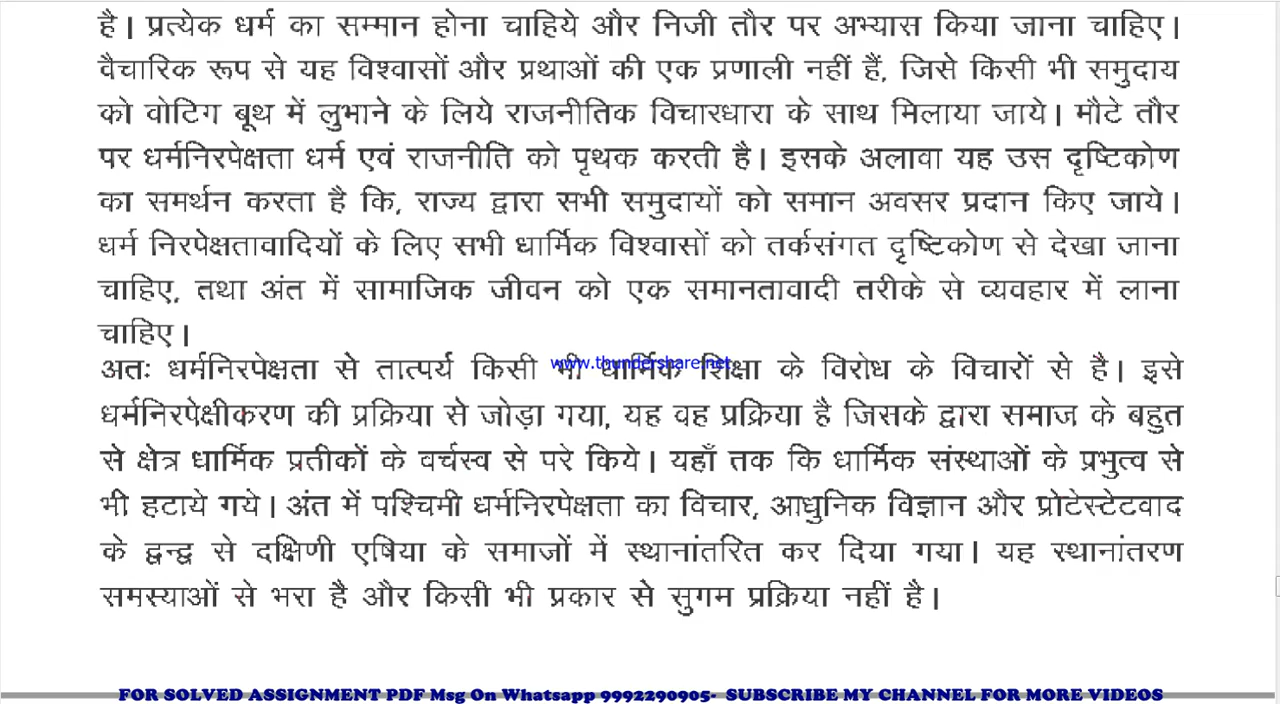 है। प्रत्येक धर्म का सम्मान होना चाहिये और निजी तौर पर अभ्यास किया जाना चाहिए।
वैचारिक रूप से यह विश्वासों और प्रथाओं की एक प्रणाली नहीं हैं, जिसे किसी भी समुदाय
को वोटिग बूथ में लुभाने के लिये राजनीतिक विचारधारा के साथ मिलाया जाये। मौटे तौर
पर धर्मनिरपेक्षता धर्म एवं राजनीति को पृथक करती है। इसके अलावा यह उस दृष्टिकोण
का समर्थन करता है कि, राज्य द्वारा सभी समुदायों को समान अवसर प्रदान किए जाये।
धर्म निरपेक्षतावादियों के लिए सभी धार्मिक विश्वासों को तर्कसंगत दृष्टिकोण से देखा जाना
चाहिए, तथा अंत में सामाजिक जीवन को एक समानतावादी तरीके से व्यवहार में लाना
चाहिए।
अतः धर्मनिरपेक्षता से तात्पर्य किसी भी धार्मिक शिक्षा के विरोध के विचारों से है। इसे
www.thundershare.net
धर्मनिरपेक्षीकरण की प्रक्रिया से जोड़ा गया, यह वह प्रक्रिया है जिसके द्वारा समाज के बहुत
से क्षेत्र धार्मिक प्रतीकों के वर्चस्व से परे किये। यहाँ तक कि धार्मिक संस्थाओं के प्रभुत्व से
भी हटाये गये। अंत में पश्चिमी धर्मनिरपेक्षता का विचार, आधुनिक विज्ञान और प्रोटेस्टेटवाद
के द्वन्द्व से दक्षिणी एषिया के समाजों में स्थानांतरित कर दिया गया। यह स्थानांतरण
समस्याओं से भरा है और किसी भी प्रकार से सुगम प्रक्रिया नहीं है।
FOR SOLVED ASSIGNMENT PDF Msg On Whatsapp 9992290905- SUBSCRIBE MY CHANNEL FOR MORE VIDEOS